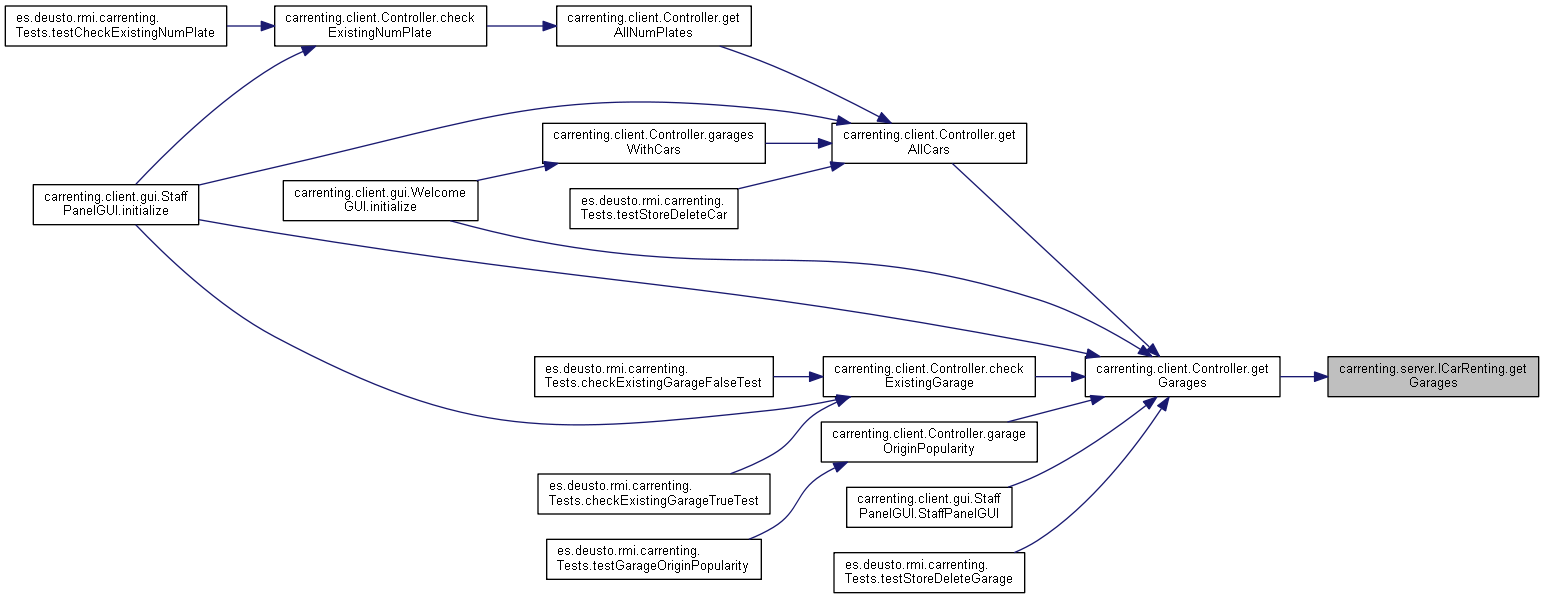 es.deusto.rmi.carrenting.
Tests.testCheckExistingNumPlate
carrenting.client.Controller.check
ExistingNumPlate
carrenting.client.Controller.get
AllNumPlates
carrenting.client.Controller.garages
WithCars
carrenting.client.Controller.get
AllCars
carrenting.client.gui.Staff
PanelGUI.initialize
carrenting.client.gui.Welcome
GUI.initialize
es.deusto.rmi.carrenting.
Tests.testStoreDeleteCar
es.deusto.rmi.carrenting.
Tests.checkExistingGarageFalseTest
carrenting.client.Controller.check
ExistingGarage
carrenting.client.Controller.get
Garages
carrenting.server.ICarRenting.get
Garages
carrenting.client.Controller.garage
OriginPopularity
es.deusto.rmi.carrenting.
Tests.checkExistingGarageTrueTest
carrenting.client.gui.Staff
PanelGUI.StaffPanelGUI
es.deusto.rmi.carrenting.
Tests.testGarageOriginPopularity
es.deusto.rmi.carrenting.
Tests.testStoreDeleteGarage